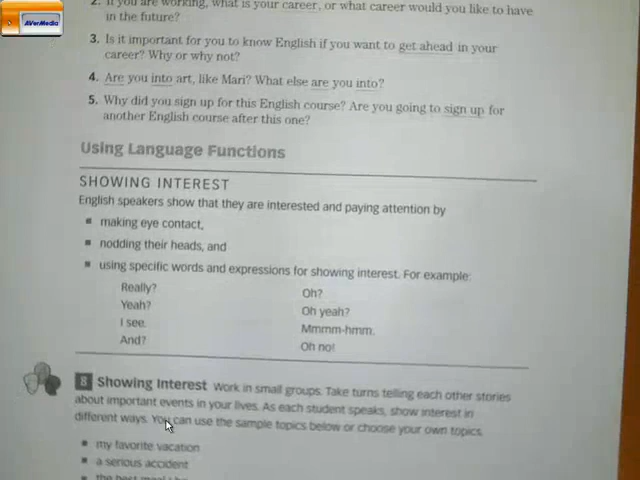 AVerMedia
2. If you are working, what is your career, or what career would you like to have
in the future?
3. Is it important for you to know English if you want to get ahead in your
career? Why or why not?
4. Are you into art, like Mari? What else are you into?
5. Why did you sign up for this English course? Are you going to sign up for
another English course after this one?
Using Language Functions
SHOWING INTEREST
English speakers show that they are interested and paying attention by
■ making eye contact,
■ nodding their heads, and
■ using specific words and expressions for showing interest. For example:
Really? Oh?
Yeah? Oh yeah?
I see. Mmmm-hmm.
And? Oh no!
8 Showing Interest Work in small groups. Take turns telling each other stories
about important events in your lives. As each student speaks, show interest in
different ways. You can use the sample topics below or choose your own topics.
■ my favorite vacation
■ a serious accident
■ the best meal I